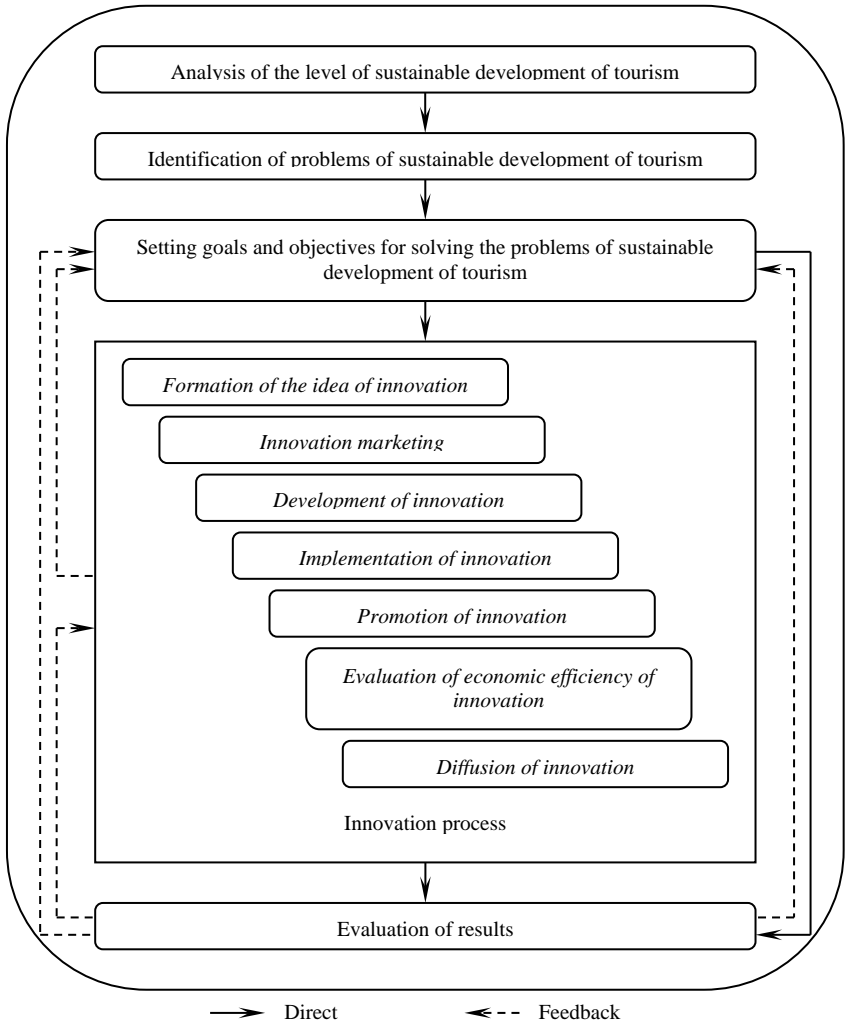 Analysis of the level of sustainable development of tourism
Identification of problems of sustainable development of tourism
Setting goals and objectives for solving the problems of sustainable
development of tourism
Formation of the idea of innovation
Innovation marketing
Development of innovation
Implementation of innovation
Promotion of innovation
Evaluation of economic efficiency of
innovation
Diffusion of innovation
Innovation process
Evaluation of results
Direct
Feedback